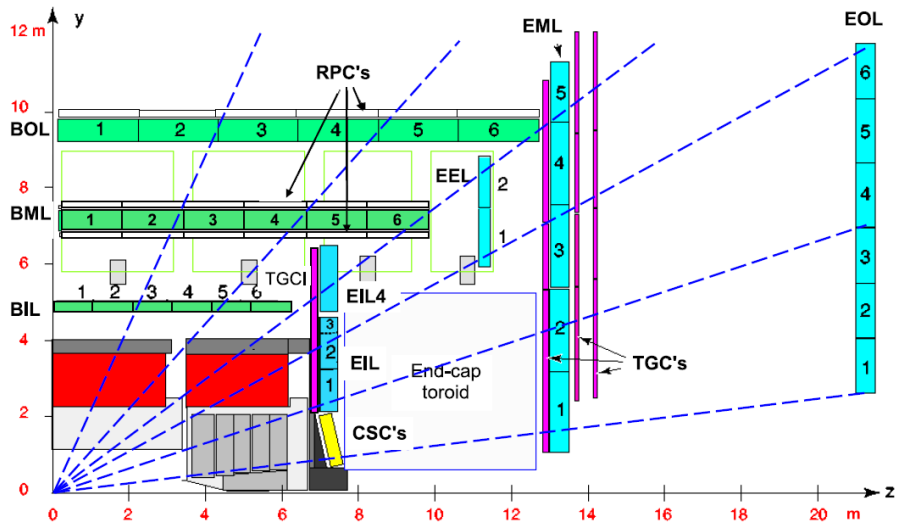 y
12 m
EML
EOL
RPC's
10
BOL
1 2 3 4 5 6
5
6
5
8
EEL
2
4
4
BML
1 2 3 4 5 6
1
3
3
6
TGCI
EIL4
BIL
1 2 3 4 5 6
2
4
3
2
EIL
End-cap
toroid
TGC's
2
1
1
1
2
CSC's
0
z
0 2 4 6 8 10 12 14 16 18 20 m